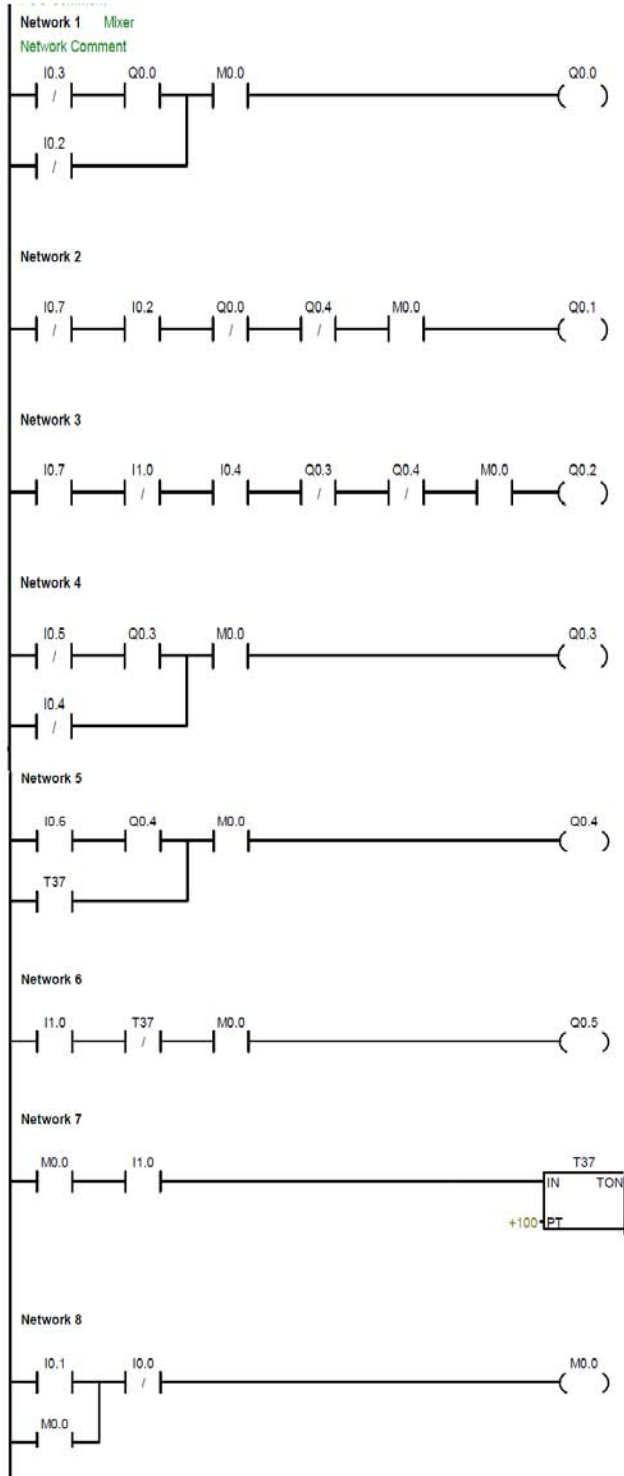 Network 1 Mixer
Network Comment
I0.3 Q0.0 M0.0 Q0.0
/
I0.2
/
Network 2
I0.7 I0.2 Q0.0 Q0.4 M0.0 Q0.1
/ / /
Network 3
I0.7 I1.0 I0.4 Q0.3 Q0.4 M0.0 Q0.2
/ / /
Network 4
I0.5 Q0.3 M0.0 Q0.3
/
I0.4
/
Network 5
I0.6 Q0.4 M0.0 Q0.4
T37
Network 6
I1.0 T37 M0.0 Q0.5
/
Network 7
M0.0 I1.0 T37
IN TON
+100 PT
Network 8
I0.1 I0.0 M0.0
/
M0.0